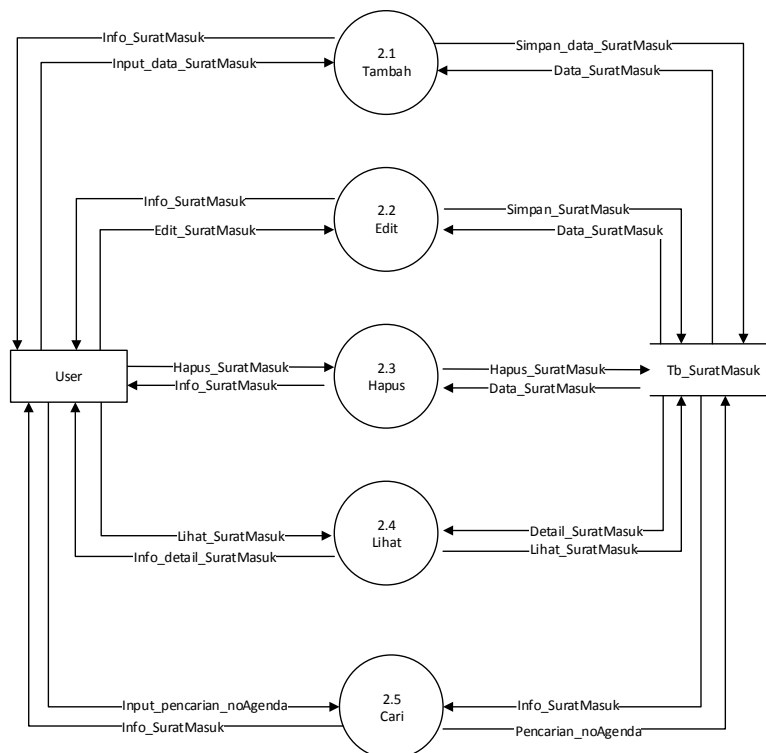 Info_SuratMasuk
Input_data_SuratMasuk
2.1
Tambah
Simpan_data_SuratMasuk
Data_SuratMasuk
Info_SuratMasuk
Edit_SuratMasuk
2.2
Edit
Simpan_SuratMasuk
Data_SuratMasuk
User
Hapus_SuratMasuk
Info_SuratMasuk
2.3
Hapus
Hapus_SuratMasuk
Data_SuratMasuk
Tb_SuratMasuk
Lihat_SuratMasuk
Info_detail_SuratMasuk
2.4
Lihat
Detail_SuratMasuk
Lihat_SuratMasuk
Input_pencarian_noAgenda
Info_SuratMasuk
2.5
Cari
Info_SuratMasuk
Pencarian_noAgenda